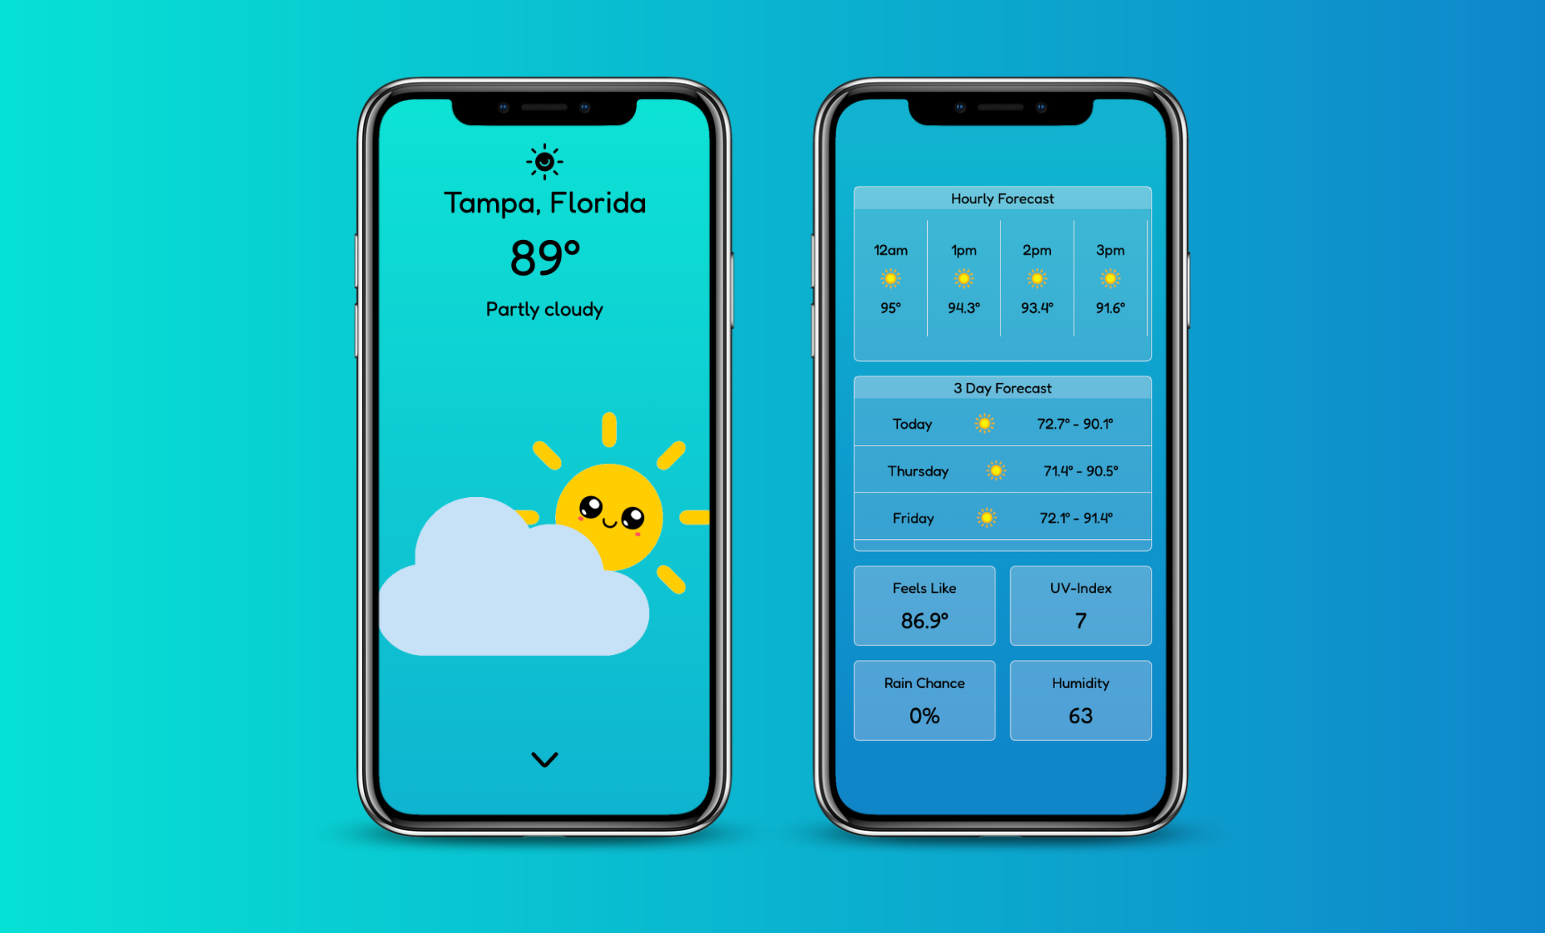 Tampa, Florida
89°
Partly cloudy
Hourly Forecast
12am 1pm 2pm 3pm
95° 94.3° 93.4° 91.6°
3 Day Forecast
Today 72.7° - 90.1°
Thursday 71.4° - 90.5°
Friday 72.1° - 91.4°
Feels Like UV-Index
86.9° 7
Rain Chance Humidity
0% 63